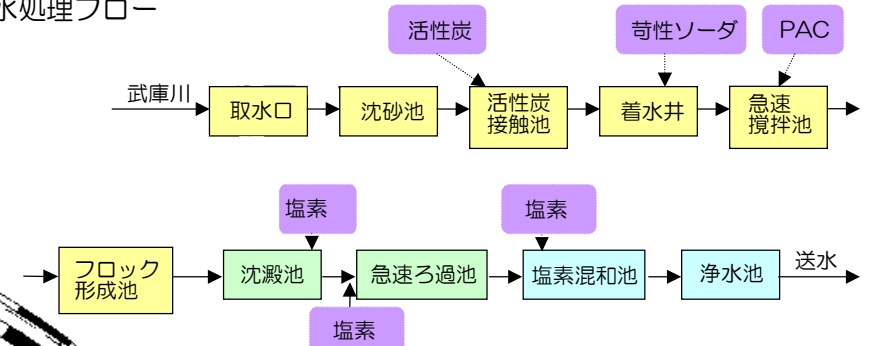 水処理フロー
活性炭
苛性ソーダ
PAC
武庫川
取水口
沈砂池
活性炭
接触池
着水井
急速
撹拌池
塩素
塩素
フロック
形成池
沈澱池
急速ろ過池
塩素混和池
浄水池
送水
塩素